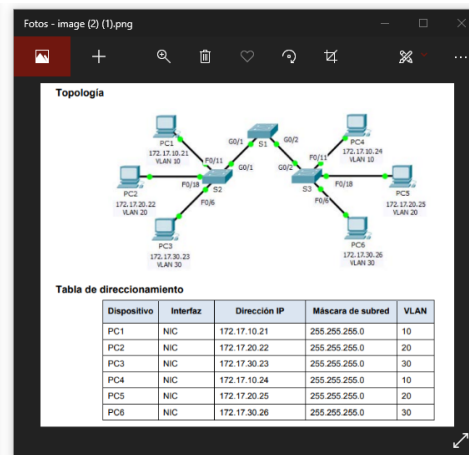 Fotos - image (2) (1).png
Topología
PC1
172.17.10.21
VLAN 10
PC2
172.17.20.22
VLAN 20
PC3
172.17.30.23
VLAN 30
F0/11
F0/18
F0/6
S2
G0/1
G0/1
S1
G0/2
G0/2
S3
F0/11
F0/18
F0/6
PC4
172.17.10.24
VLAN 10
PC5
172.17.20.25
VLAN 20
PC6
172.17.30.26
VLAN 30
Tabla de direccionamiento
Dispositivo Interfaz Dirección IP Máscara de subred VLAN
PC1 NIC 172.17.10.21 255.255.255.0 10
PC2 NIC 172.17.20.22 255.255.255.0 20
PC3 NIC 172.17.30.23 255.255.255.0 30
PC4 NIC 172.17.10.24 255.255.255.0 10
PC5 NIC 172.17.20.25 255.255.255.0 20
PC6 NIC 172.17.30.26 255.255.255.0 30